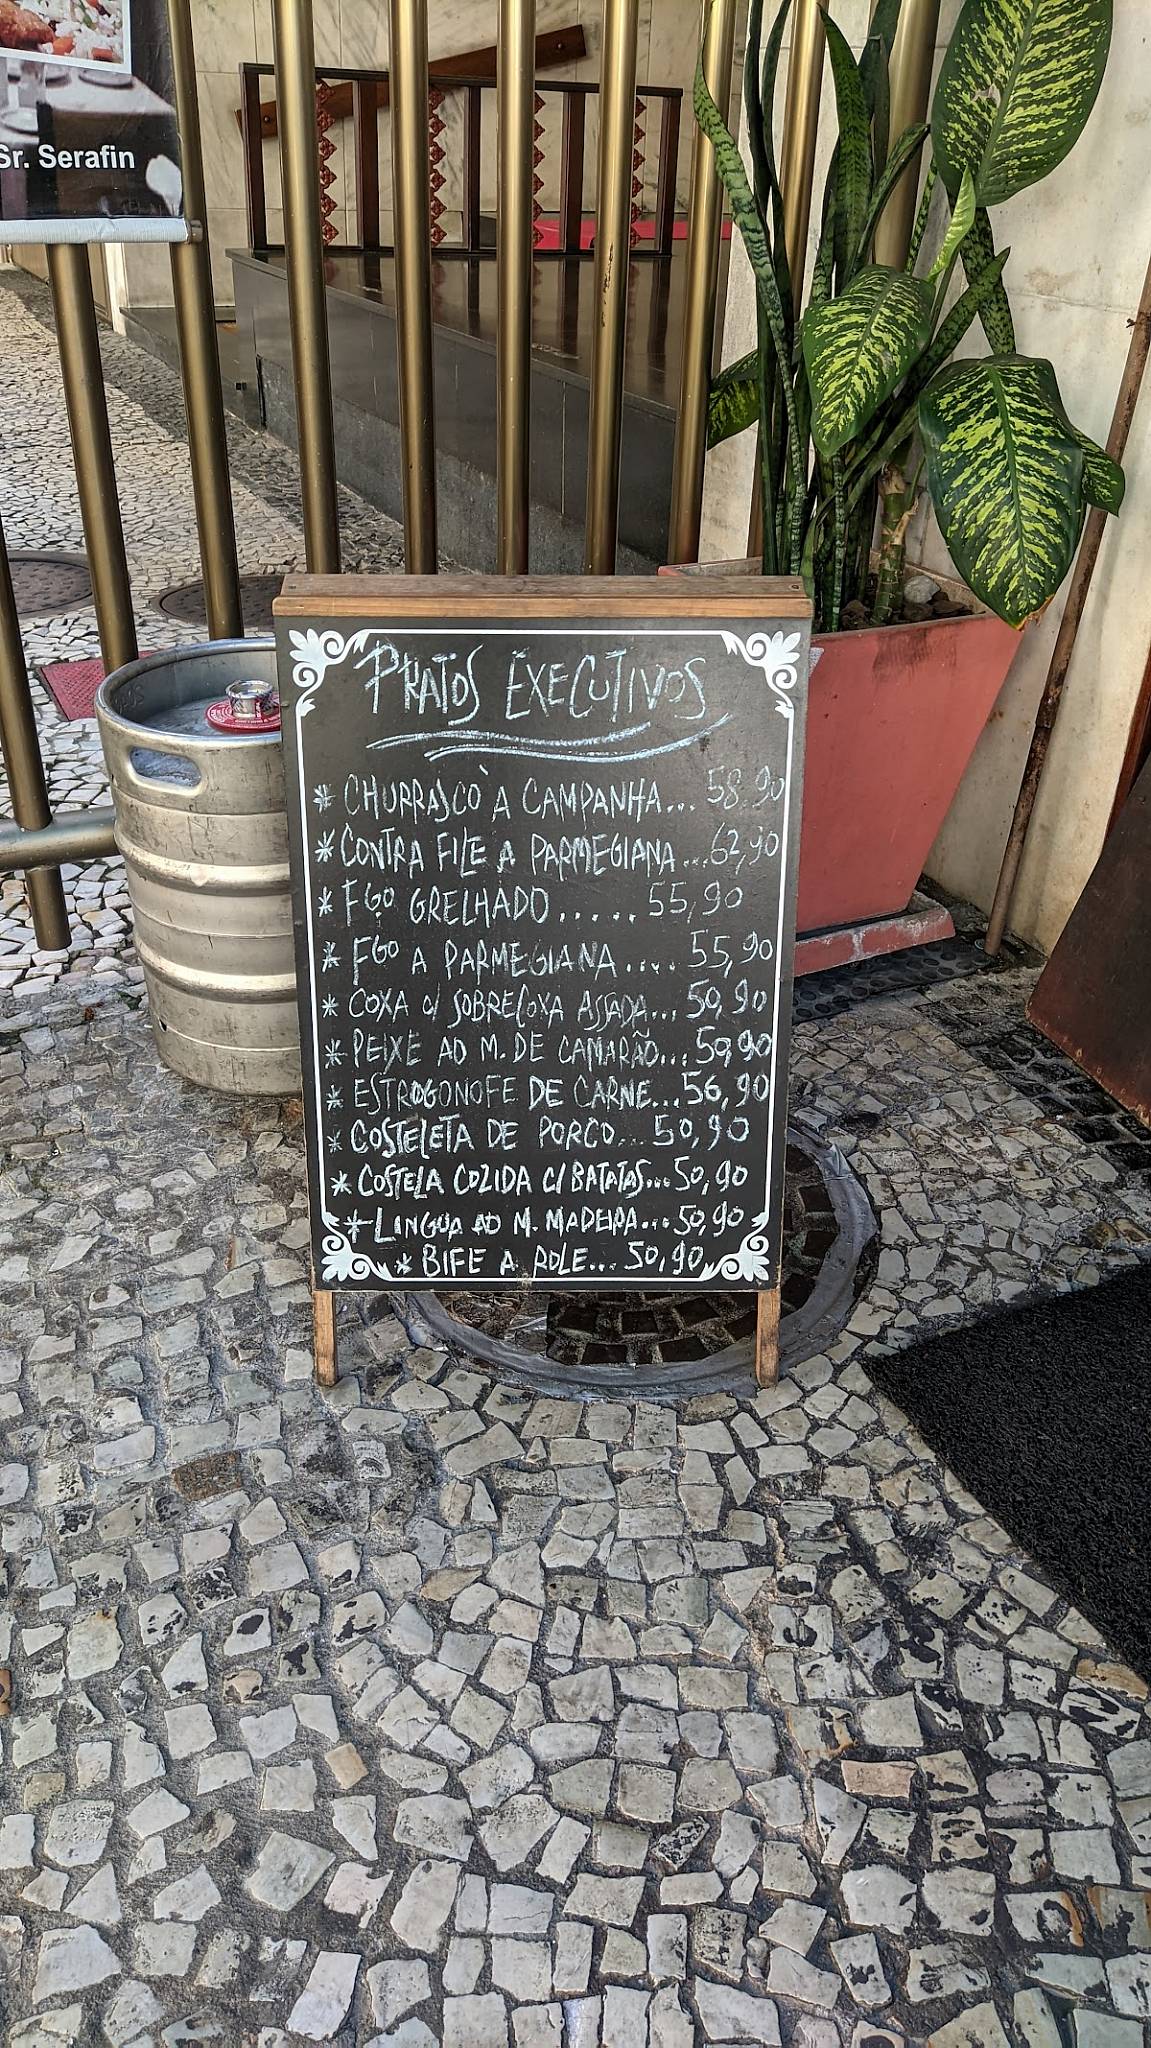 Sr. Serafin
PRATOS EXECUTIVOS
* CHURRASCO À CAMPANHA... 58,90
* CONTRA FILE A PARMEGIANA...62,90
* FGO GRELHADO..... 55,90
* FGO A PARMEGIANA.... 55,90
* COXA C/ SOBRECOXA ASSADA... 50,90
* PEIXE AO M. DE CAMARÃO... 59,90
* ESTROGONOFE DE CARNE...56,90
* COSTELETA DE PORCO... 50,90
* COSTELA COZIDA C/ BATATAS...50,90
* LINGUA AO M. MADEIRA...50,90
* BIFE A ROLE... 50,90